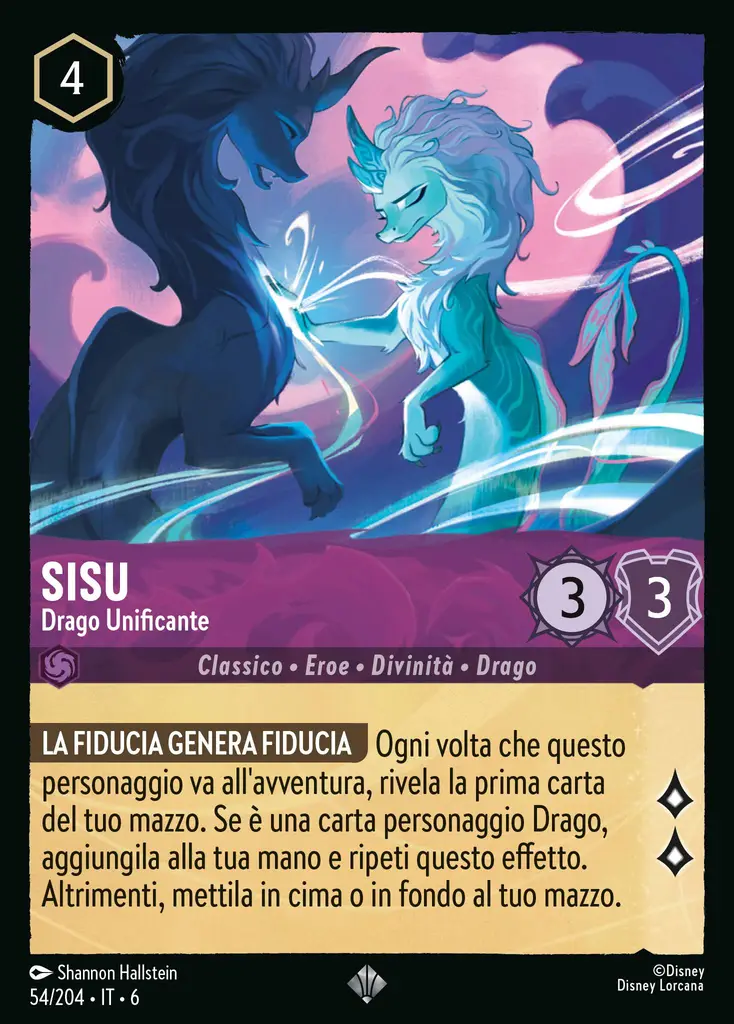 4
SISU
Drago Unificante
3
3
Classico • Eroe • Divinità • Drago
LA FIDUCIA GENERA FIDUCIA Ogni volta che questo
personaggio va all'avventura, rivela la prima carta
del tuo mazzo. Se è una carta personaggio Drago,
aggiungila alla tua mano e ripeti questo effetto.
Altrimenti, mettila in cima o in fondo al tuo mazzo.
Shannon Hallstein
54/204 • IT • 6
©Disney
Disney Lorcana